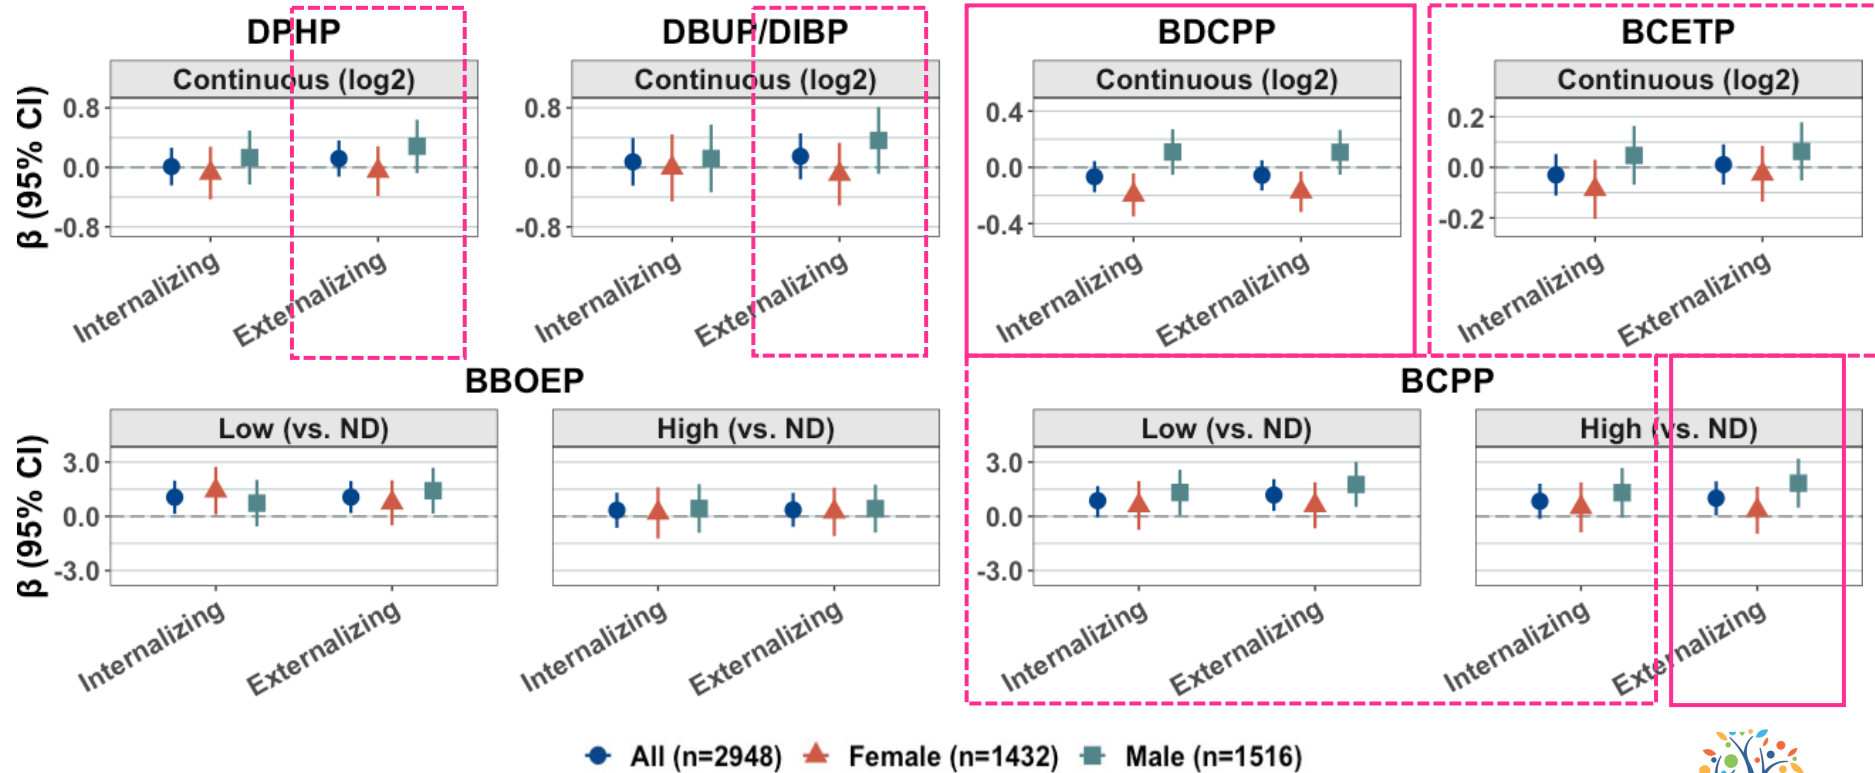 DPHP
DBUP/DIBP
BDCPP
BCETP
Continuous (log2)
Continuous (log2)
Continuous (log2)
Continuous (log2)
β (95% CI)
0.8
0.0
-0.8
0.8
0.0
-0.8
0.4
0.0
-0.4
0.2
0.0
-0.2
Internalizing
Externalizing
Internalizing
Externalizing
Internalizing
Externalizing
Internalizing
Externalizing
BBOEP
BCPP
Low (vs. ND)
High (vs. ND)
Low (vs. ND)
High (vs. ND)
β (95% CI)
3.0
0.0
-3.0
3.0
0.0
-3.0
Internalizing
Externalizing
Internalizing
Externalizing
Internalizing
Externalizing
Internalizing
Externalizing
All (n=2948) Female (n=1432) Male (n=1516)